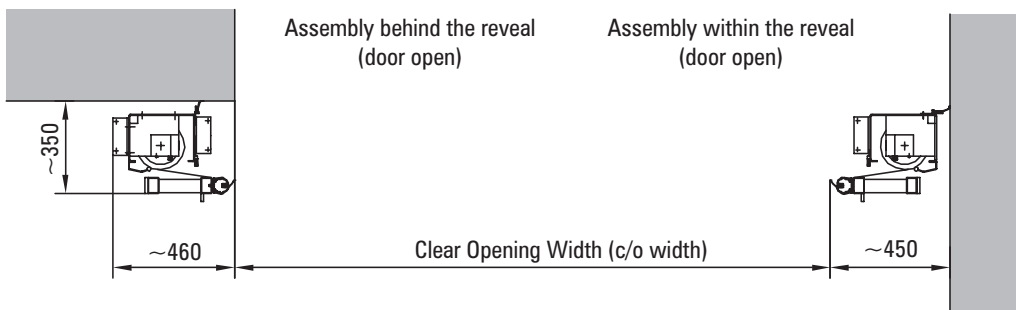 Assembly behind the reveal
(door open)
Assembly within the reveal
(door open)
~350
~460
Clear Opening Width (c/o width)
~450